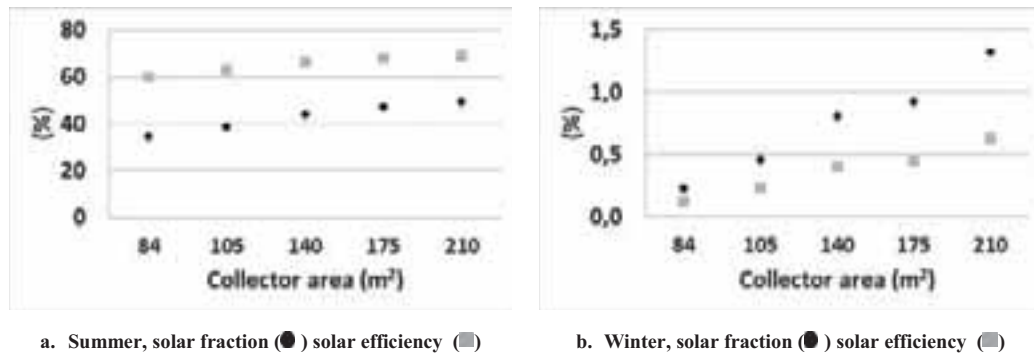 80
60
40
20
0
(%)
84 105 140 175 210
Collector area (m²)
a. Summer, solar fraction (●) solar efficiency (■)
1,5
1,0
0,5
0,0
(%)
84 105 140 175 210
Collector area (m²)
b. Winter, solar fraction (●) solar efficiency (■)